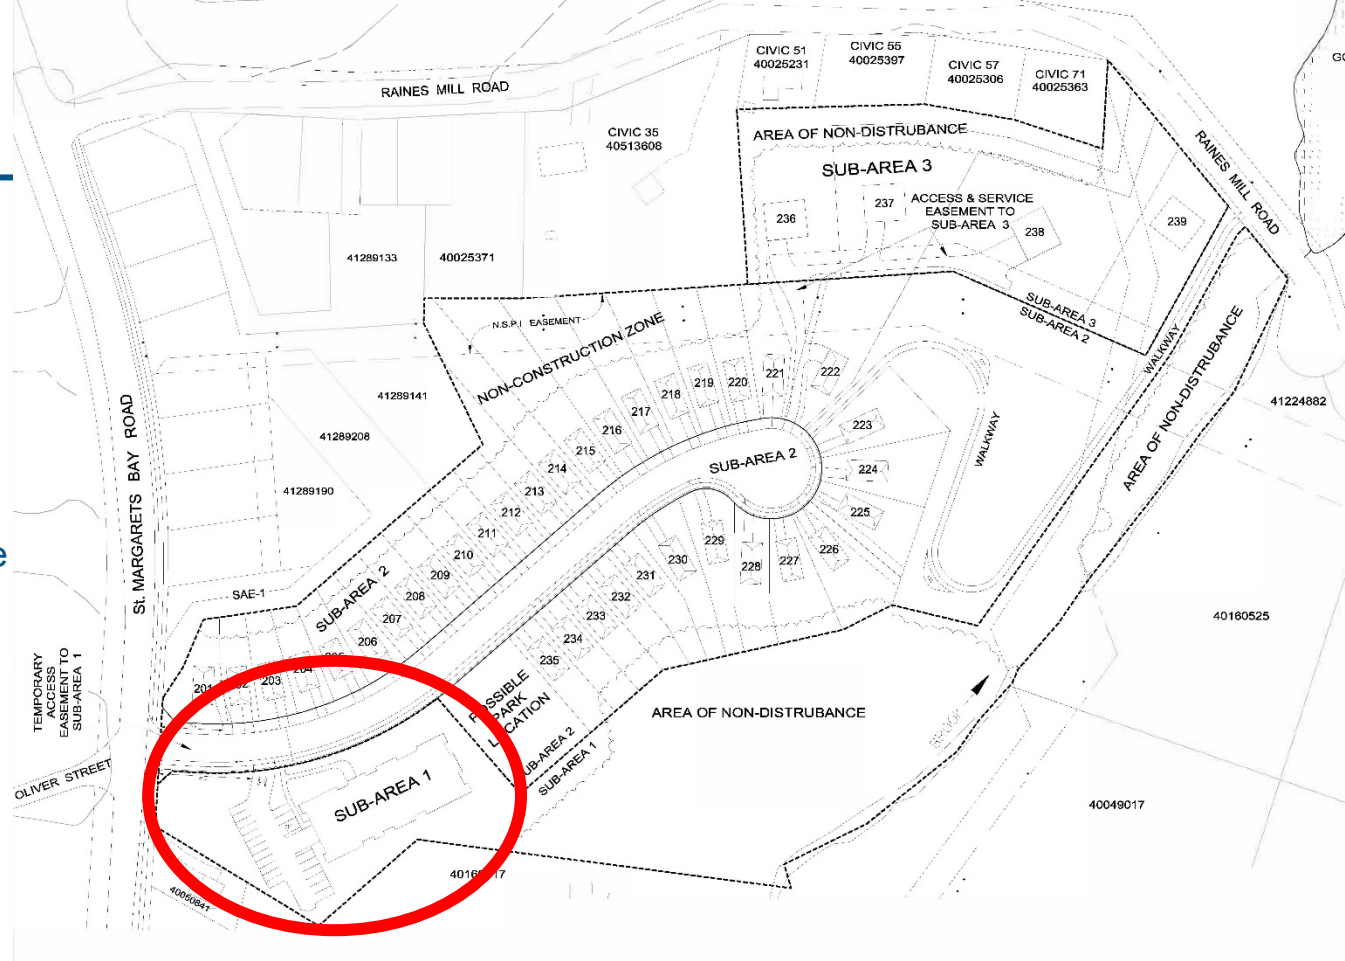 RAINES MILL ROAD
CIVIC 51
40025231
CIVIC 55
40025397
CIVIC 57
40025306
CIVIC 71
40025363
GO
CIVIC 35
40513608
AREA OF NON-DISTRUBANCE
SUB-AREA 3
RAINES MILL ROAD
ACCESS & SERVICE
EASEMENT TO
SUB-AREA 3
236
237
238
239
41289133
40025371
N.S.P.I EASEMENT
NON-CONSTRUCTION ZONE
SUB-AREA 3
SUB-AREA 2
WALKWAY
AREA OF NON-DISTRUBANCE
41289141
41289208
41289190
41224882
St. MARGARETS BAY ROAD
222
221
220
219
218
217
216
215
214
213
212
211
210
209
208
207
206
203
201
223
224
225
226
227
228
229
230
231
232
233
234
235
SUB-AREA 2
WALKWAY
e
SAE-1
SUB-AREA 2
40160525
TEMPORARY
ACCESS
EASEMENT TO
SUB-AREA 1
POSSIBLE
PARK
LOCATION
SUB-AREA 2
SUB-AREA 1
AREA OF NON-DISTRUBANCE
OLIVER STREET
SUB-AREA 1
40049017
40050841